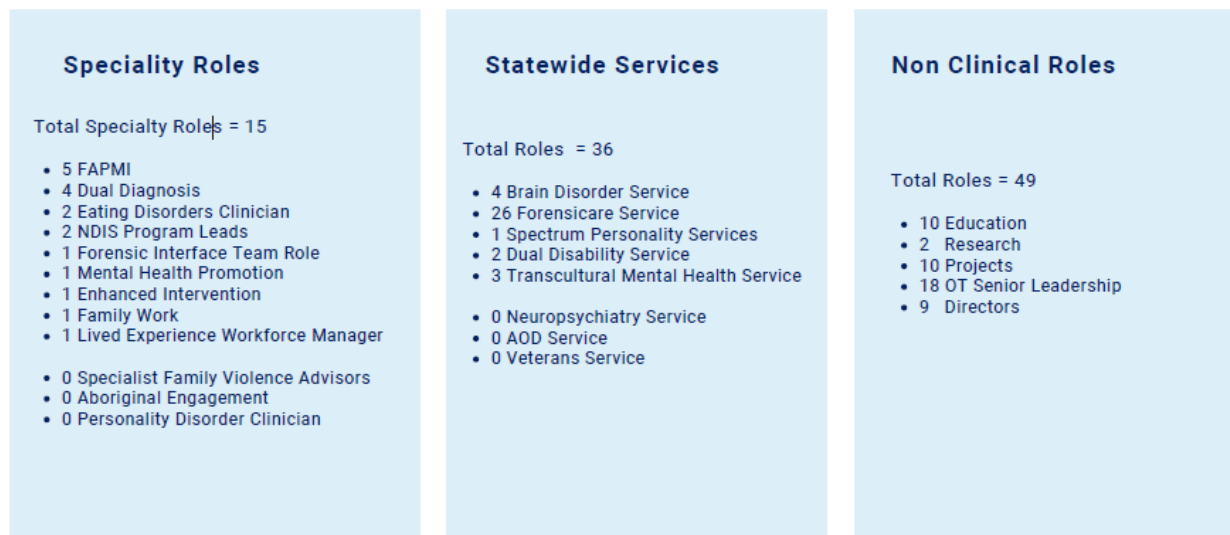 Speciality Roles
Total Specialty Roles = 15
• 5 FAPMI
• 4 Dual Diagnosis
• 2 Eating Disorders Clinician
• 2 NDIS Program Leads
• 1 Forensic Interface Team Role
• 1 Mental Health Promotion
• 1 Enhanced Intervention
• 1 Family Work
• 1 Lived Experience Workforce Manager
• 0 Specialist Family Violence Advisors
• 0 Aboriginal Engagement
• 0 Personality Disorder Clinician
Statewide Services
Total Roles = 36
• 4 Brain Disorder Service
• 26 Forensicare Service
• 1 Spectrum Personality Services
• 2 Dual Disability Service
• 3 Transcultural Mental Health Service
• 0 Neuropsychiatry Service
• 0 AOD Service
• 0 Veterans Service
Non Clinical Roles
Total Roles = 49
• 10 Education
• 2 Research
• 10 Projects
• 18 OT Senior Leadership
• 9 Directors